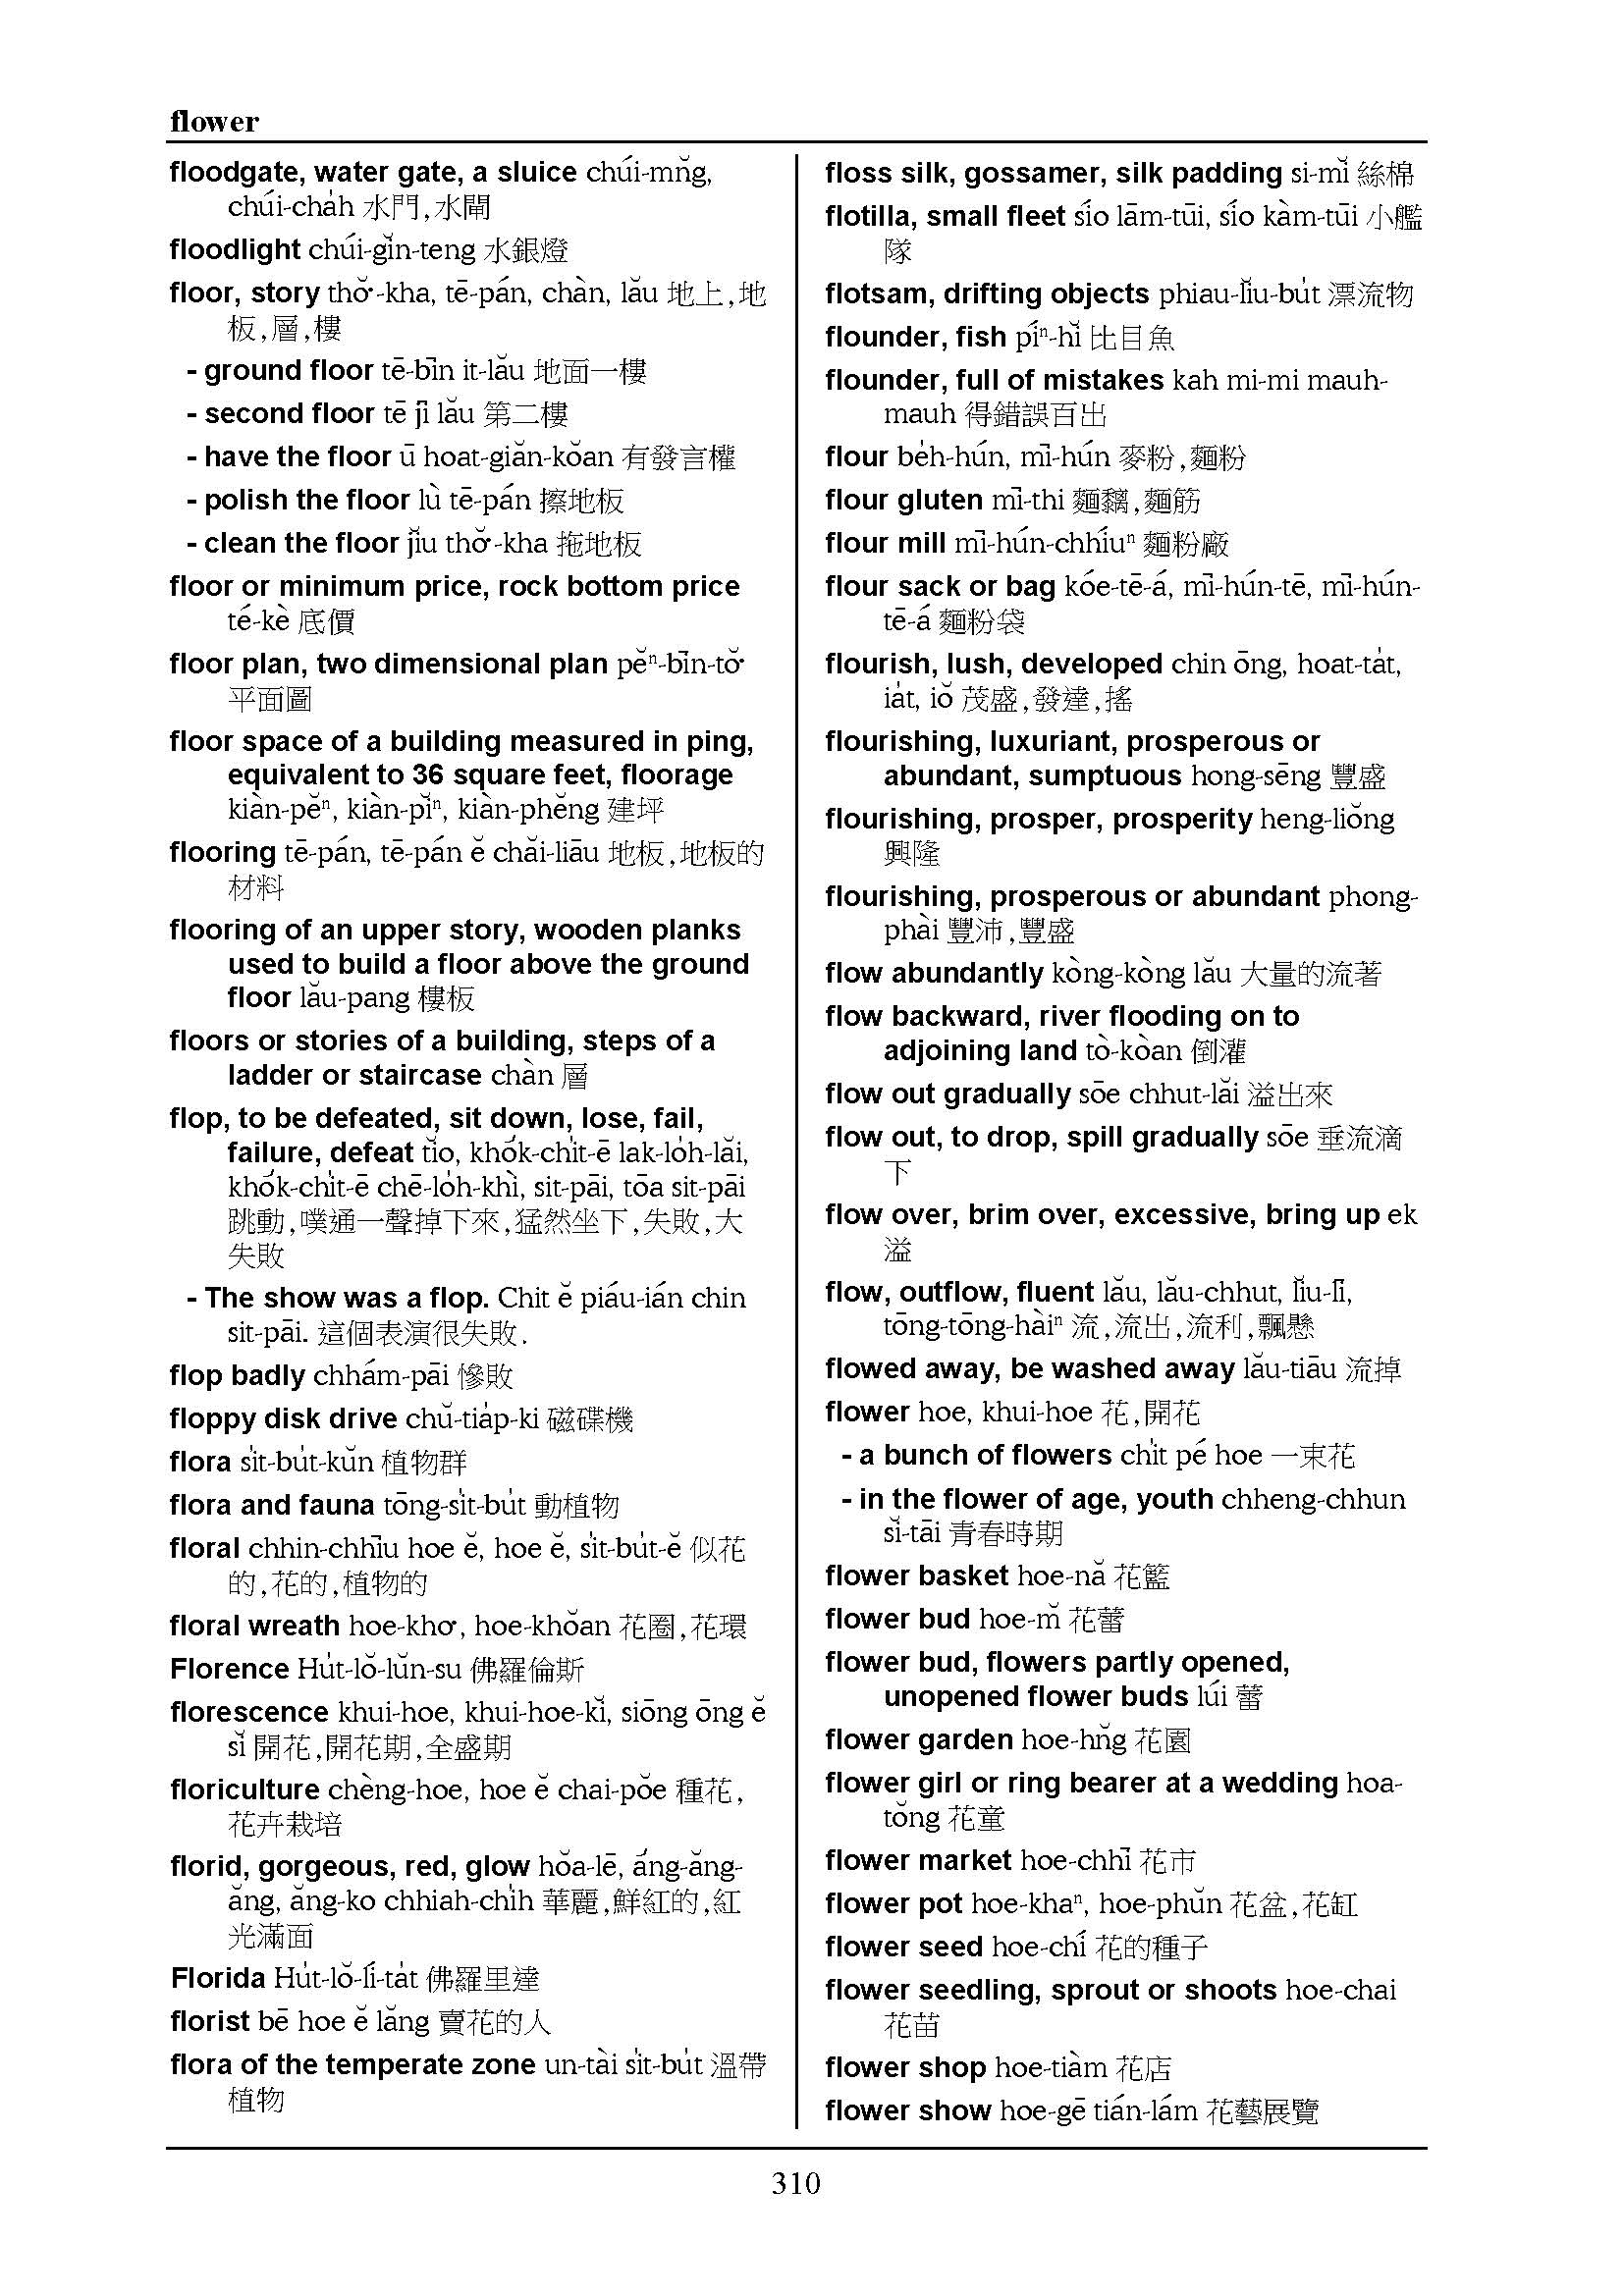 flower
floodgate, water gate, a sluice chúi-mn̆g,
chúi-cha̍h 水門,水閘
floodlight chúi-gĭn-teng 水銀燈
floor, story thŏ͘-kha, tē-pán, chàn, lău 地上,地
板,層,樓
- ground floor tē-bīn it-lău 地面一樓
- second floor tē jī lău 第二樓
- have the floor ū hoat-giăn-kŏan 有發言權
- polish the floor lù tē-pán 擦地板
- clean the floor jĭu thŏ͘-kha 拖地板
floor or minimum price, rock bottom price
té-kè 底價
floor plan, two dimensional plan pĕⁿ-bīn-tŏ͘
平面圖
floor space of a building measured in ping,
equivalent to 36 square feet, floorage
kiàn-pĕⁿ, kiàn-pĭⁿ, kiàn-phĕng 建坪
flooring tē-pán, tē-pán ĕ chăi-liāu 地板,地板的
材料
flooring of an upper story, wooden planks
used to build a floor above the ground
floor lău-pang 樓板
floors or stories of a building, steps of a
ladder or staircase chàn 層
flop, to be defeated, sit down, lose, fail,
failure, defeat tĭo, khók-chi̍t-ē lak-lo̍h-lăi,
khók-chi̍t-ē chē-lo̍h-khì, sit-pāi, tōa sit-pāi
跳動,噗通一聲掉下來,猛然坐下,失敗,大
失敗
- The show was a flop. Chit ĕ piáu-ián chin
sit-pāi. 這個表演很失敗.
flop badly chhám-pāi 慘敗
floppy disk drive chŭ-tia̍p-ki 磁碟機
flora si̍t-bu̍t-kŭn 植物群
flora and fauna tōng-si̍t-bu̍t 動植物
floral chhin-chhīu hoe ĕ, hoe ĕ, si̍t-bu̍t-ĕ 似花
的,花的,植物的
floral wreath hoe-kho͘, hoe-khŏan 花圈,花環
Florence Hu̍t-lŏ-lŭn-su 佛羅倫斯
florescence khui-hoe, khui-hoe-kĭ, siōng ōng ĕ
sĭ 開花,開花期,全盛期
floriculture chèng-hoe, hoe ĕ chai-pŏe 種花,
花卉栽培
florid, gorgeous, red, glow hŏa-lē, áng-ăng-
ăng, ăng-ko chhiah-chi̍h 華麗,鮮紅的,紅
光滿面
Florida Hu̍t-lŏ-lí-ta̍t 佛羅里達
florist bē hoe ĕ lăng 賣花的人
flora of the temperate zone un-tài si̍t-bu̍t 溫帶
植物
floss silk, gossamer, silk padding si-mĭ 絲棉
flotilla, small fleet sío lām-tūi, sío kàm-tūi 小艦
隊
flotsam, drifting objects phiau-lĭu-bu̍t 漂流物
flounder, fish píⁿ-hĭ 比目魚
flounder, full of mistakes kah mi-mi mauh-
mauh 得錯誤百出
flour be̍h-hún, mī-hún 麥粉,麵粉
flour gluten mī-thi 麵黐,麵筋
flour mill mī-hún-chhíuⁿ 麵粉廠
flour sack or bag kóe-tē-á, mī-hún-tē, mī-hún-
tē-á 麵粉袋
flourish, lush, developed chin ōng, hoat-ta̍t,
ia̍t, iŏ 茂盛,發達,搖
flourishing, luxuriant, prosperous or
abundant, sumptuous hong-sēng 豐盛
flourishing, prosper, prosperity heng-liŏng
興隆
flourishing, prosperous or abundant phong-
phài 豐沛,豐盛
flow abundantly kòng-kòng lău 大量的流著
flow backward, river flooding on to
adjoining land tò-kòan 倒灌
flow out gradually sōe chhut-lăi 溢出來
flow out, to drop, spill gradually sōe 垂流滴
下
flow over, brim over, excessive, bring up ek
溢
flow, outflow, fluent lău, lău-chhut, lĭu-lī,
tōng-tōng-hàiⁿ 流,流出,流利,飄懸
flowed away, be washed away lău-tiāu 流掉
flower hoe, khui-hoe 花,開花
- a bunch of flowers chi̍t pé hoe 一束花
- in the flower of age, youth chheng-chhun
sĭ-tāi 青春時期
flower basket hoe-nă 花籃
flower bud hoe-m̆ 花蕾
flower bud, flowers partly opened,
unopened flower buds lúi 蕾
flower garden hoe-hn̆g 花園
flower girl or ring bearer at a wedding hoa-
tŏng 花童
flower market hoe-chhī 花市
flower pot hoe-khaⁿ, hoe-phŭn 花盆,花缸
flower seed hoe-chí 花的種子
flower seedling, sprout or shoots hoe-chai
花苗
flower shop hoe-tiàm 花店
flower show hoe-gē tián-lám 花藝展覽
310